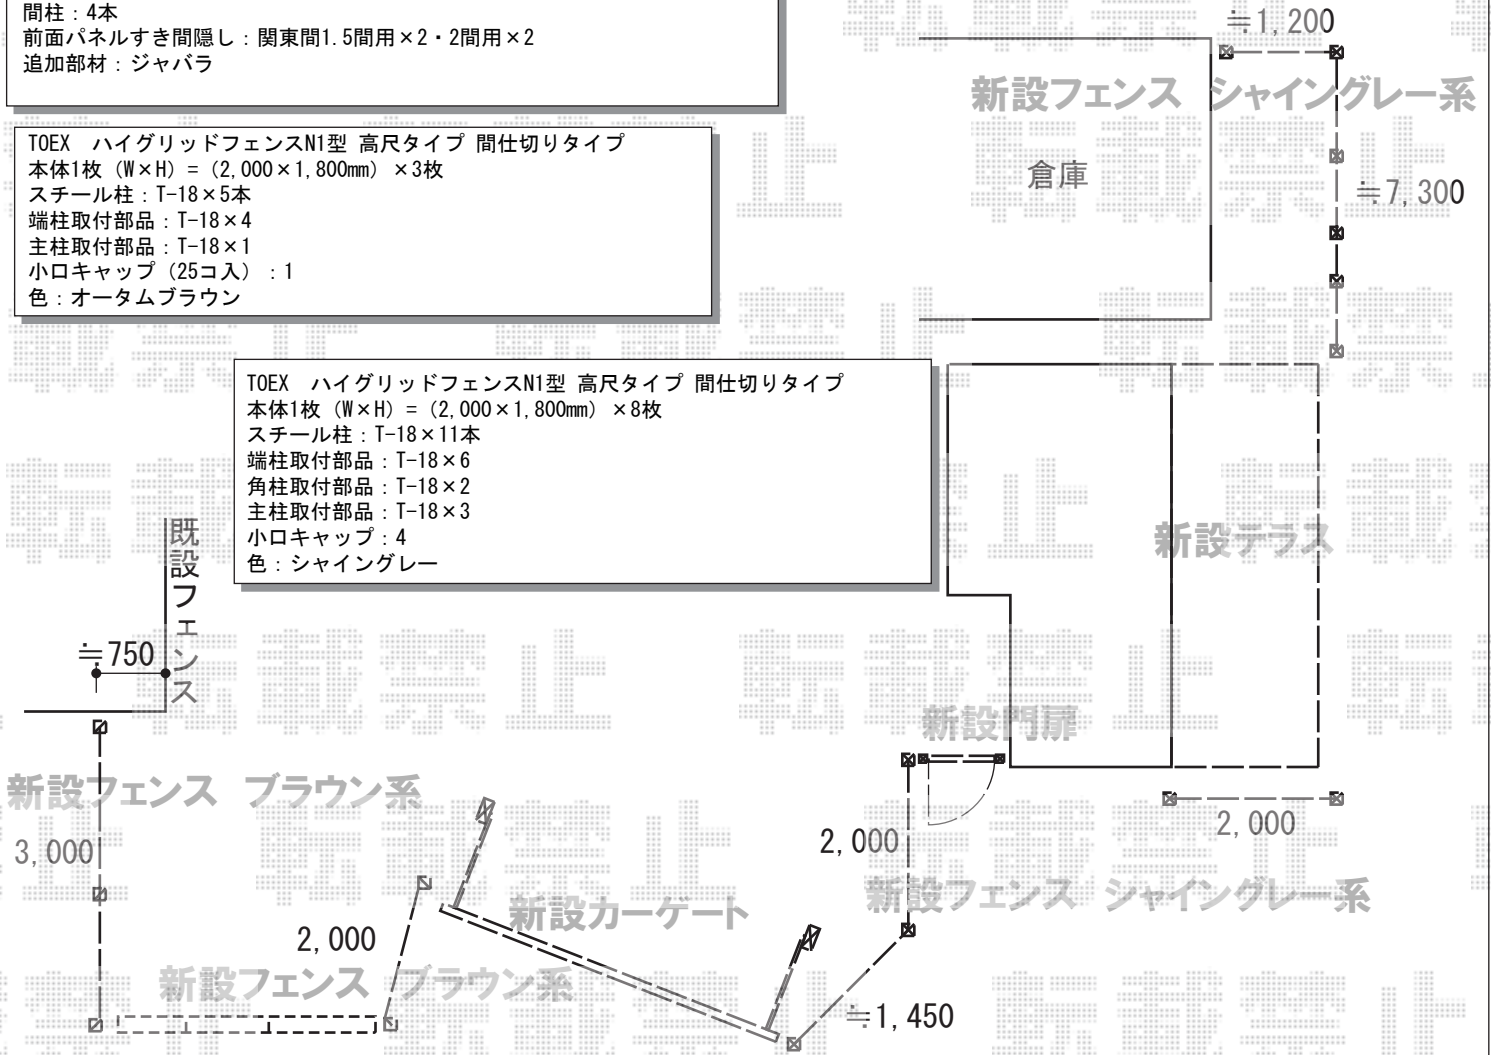 間柱：4本
前面パネルすき間隠し：関東間1.5間用×2・2間用×2
追加部材：ジャバラ
TOEX　ハイグリッドフェンスN1型 高尺タイプ 間仕切りタイプ
本体1枚（W×H）＝（2,000×1,800mm）×3枚
スチール柱：T-18×5本
端柱取付部品：T-18×4
主柱取付部品：T-18×1
小口キャップ（25コ入）：1
色：オータムブラウン
TOEX　ハイグリッドフェンスN1型 高尺タイプ 間仕切りタイプ
本体1枚（W×H）＝（2,000×1,800mm）×8枚
スチール柱：T-18×11本
端柱取付部品：T-18×6
角柱取付部品：T-18×2
主柱取付部品：T-18×3
小口キャップ：4
色：シャイングレー
≒1,200
新設フェンス　シャイングレー系
倉庫
≒7,300
新設テラス
既設フェンス
≒750
新設門扉
新設フェンス　ブラウン系
3,000
2,000
2,000
新設フェンス　シャイングレー系
新設カーゲート
2,000
新設フェンス　ブラウン系
≒1,450
転載禁止